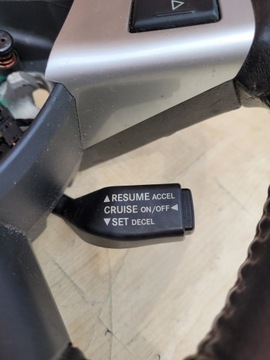 ▲RESUME ACCEL
CRUISE ON/OFF◀
▼SET DECEL